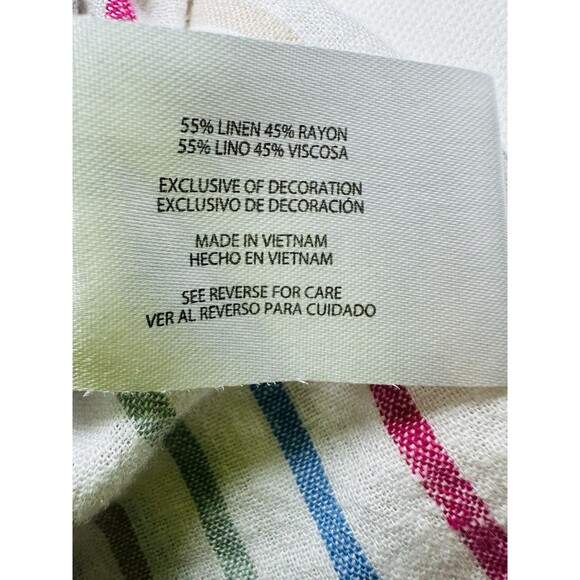 55% LINEN 45% RAYON
55% LINO 45% VISCOSA
EXCLUSIVE OF DECORATION
EXCLUSIVO DE DECORACIÓN
MADE IN VIETNAM
HECHO EN VIETNAM
SEE REVERSE FOR CARE
VER AL REVERSO PARA CUIDADO